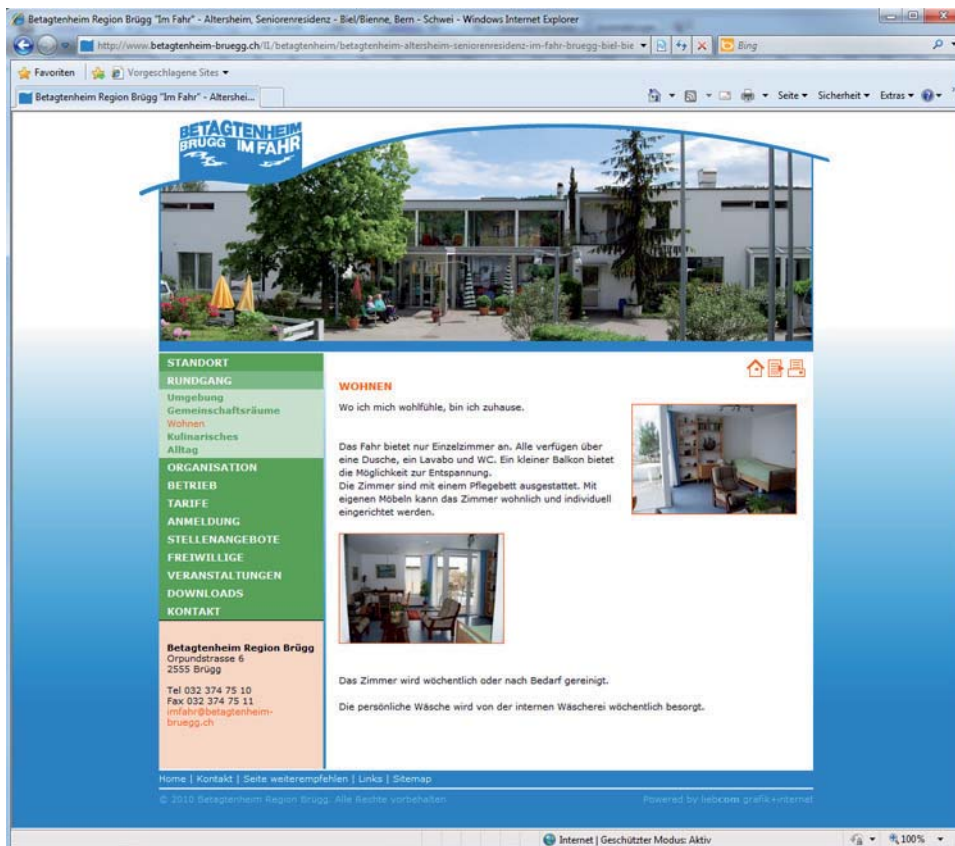 Betagtenheim Region Brügg "Im Fahr" - Altersheim, Seniorenresidenz - Biel/Bienne, Bern - Schwei - Windows Internet Explorer
http://www.betagtenheim-bruegg.ch/II/betagtenheim/betagtenheim-altersheim-seniorenresidenz-im-fahr-bruegg-biel-bie
Bing
Favoriten
Vorgeschlagene Sites
Betagtenheim Region Brügg "Im Fahr" - Altershei...
Seite
Sicherheit
Extras
BETAGTENHEIM
BRÜGG IM FAHR
STANDORT
RUNDGANG
Umgebung
Gemeinschaftsräume
Wohnen
Kulinarisches
Alltag
ORGANISATION
BETRIEB
TARIFE
ANMELDUNG
STELLENANGEBOTE
FREIWILLIGE
VERANSTALTUNGEN
DOWNLOADS
KONTAKT
Betagtenheim Region Brügg
Orpundstrasse 6
2555 Brügg
Tel 032 374 75 10
Fax 032 374 75 11
imfahr@betagtenheim-
bruegg.ch
WOHNEN
Wo ich mich wohlfühle, bin ich zuhause.
Das Fahr bietet nur Einzelzimmer an. Alle verfügen über
eine Dusche, ein Lavabo und WC. Ein kleiner Balkon bietet
die Möglichkeit zur Entspannung.
Die Zimmer sind mit einem Pflegebett ausgestattet. Mit
eigenen Möbeln kann das Zimmer wohnlich und individuell
eingerichtet werden.
Das Zimmer wird wöchentlich oder nach Bedarf gereinigt.
Die persönliche Wäsche wird von der internen Wäscherei wöchentlich besorgt.
Home | Kontakt | Seite weiterempfehlen | Links | Sitemap
© 2010 Betagtenheim Region Brügg. Alle Rechte vorbehalten
Powered by liebcom grafik+internet
Internet | Geschützter Modus: Aktiv
100%